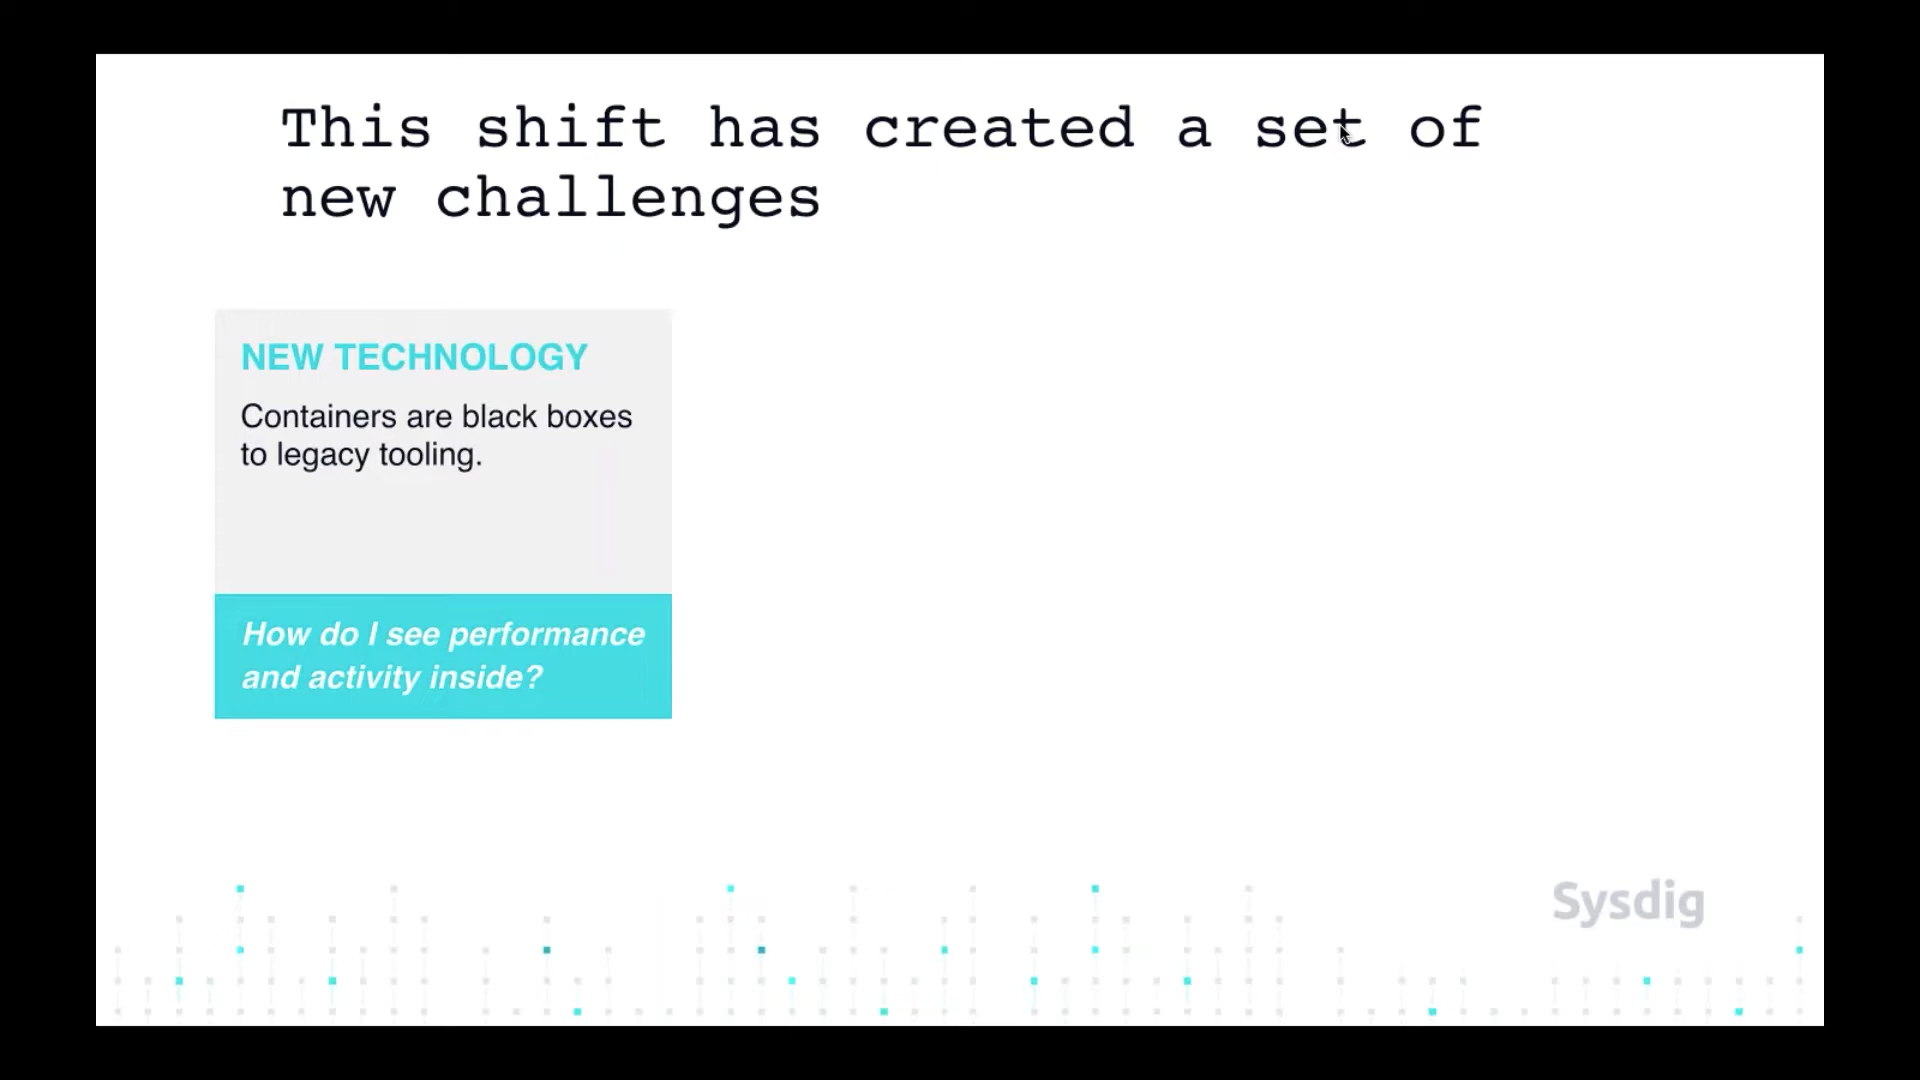 This shift has created a set of
new challenges
NEW TECHNOLOGY
Containers are black boxes
to legacy tooling.
How do I see performance
and activity inside?
Sysdig